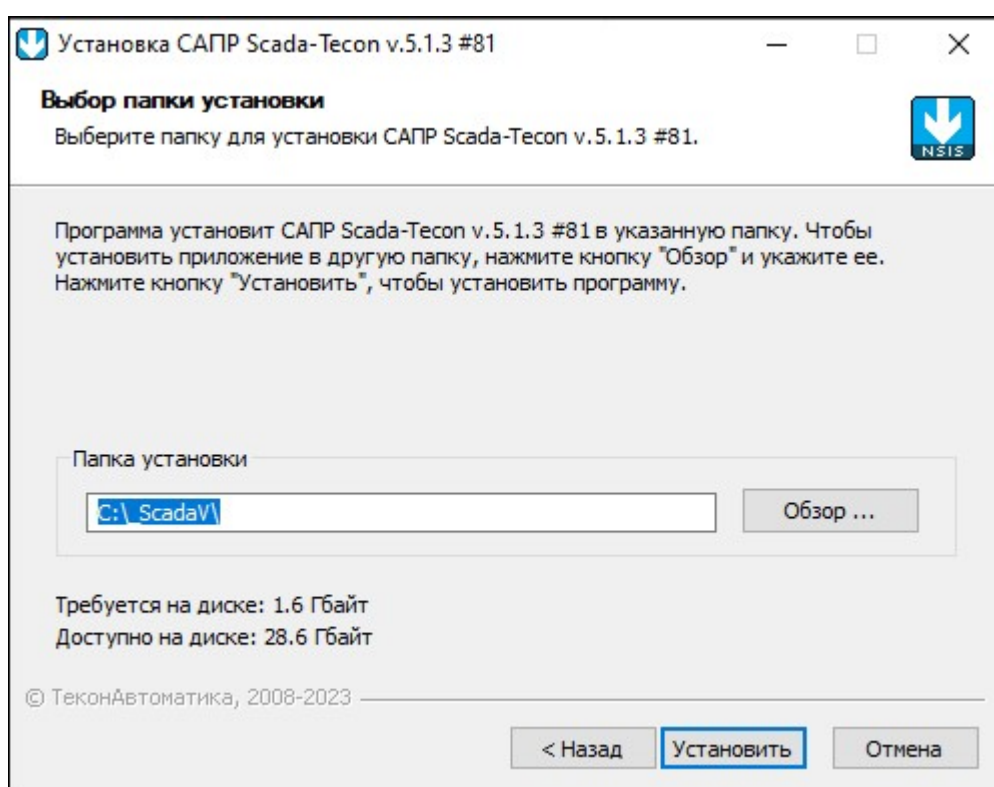 Установка САПР Scada-Tecon v.5.1.3 #81
Выбор папки установки
Выберите папку для установки САПР Scada-Tecon v.5.1.3 #81.
NSIS
Программа установит САПР Scada-Tecon v.5.1.3 #81 в указанную папку. Чтобы
установить приложение в другую папку, нажмите кнопку "Обзор" и укажите ее.
Нажмите кнопку "Установить", чтобы установить программу.
Папка установки
C:\_ScadaV\
Обзор ...
Требуется на диске: 1.6 Гбайт
Доступно на диске: 28.6 Гбайт
© ТеконАвтоматика, 2008-2023
< Назад
Установить
Отмена